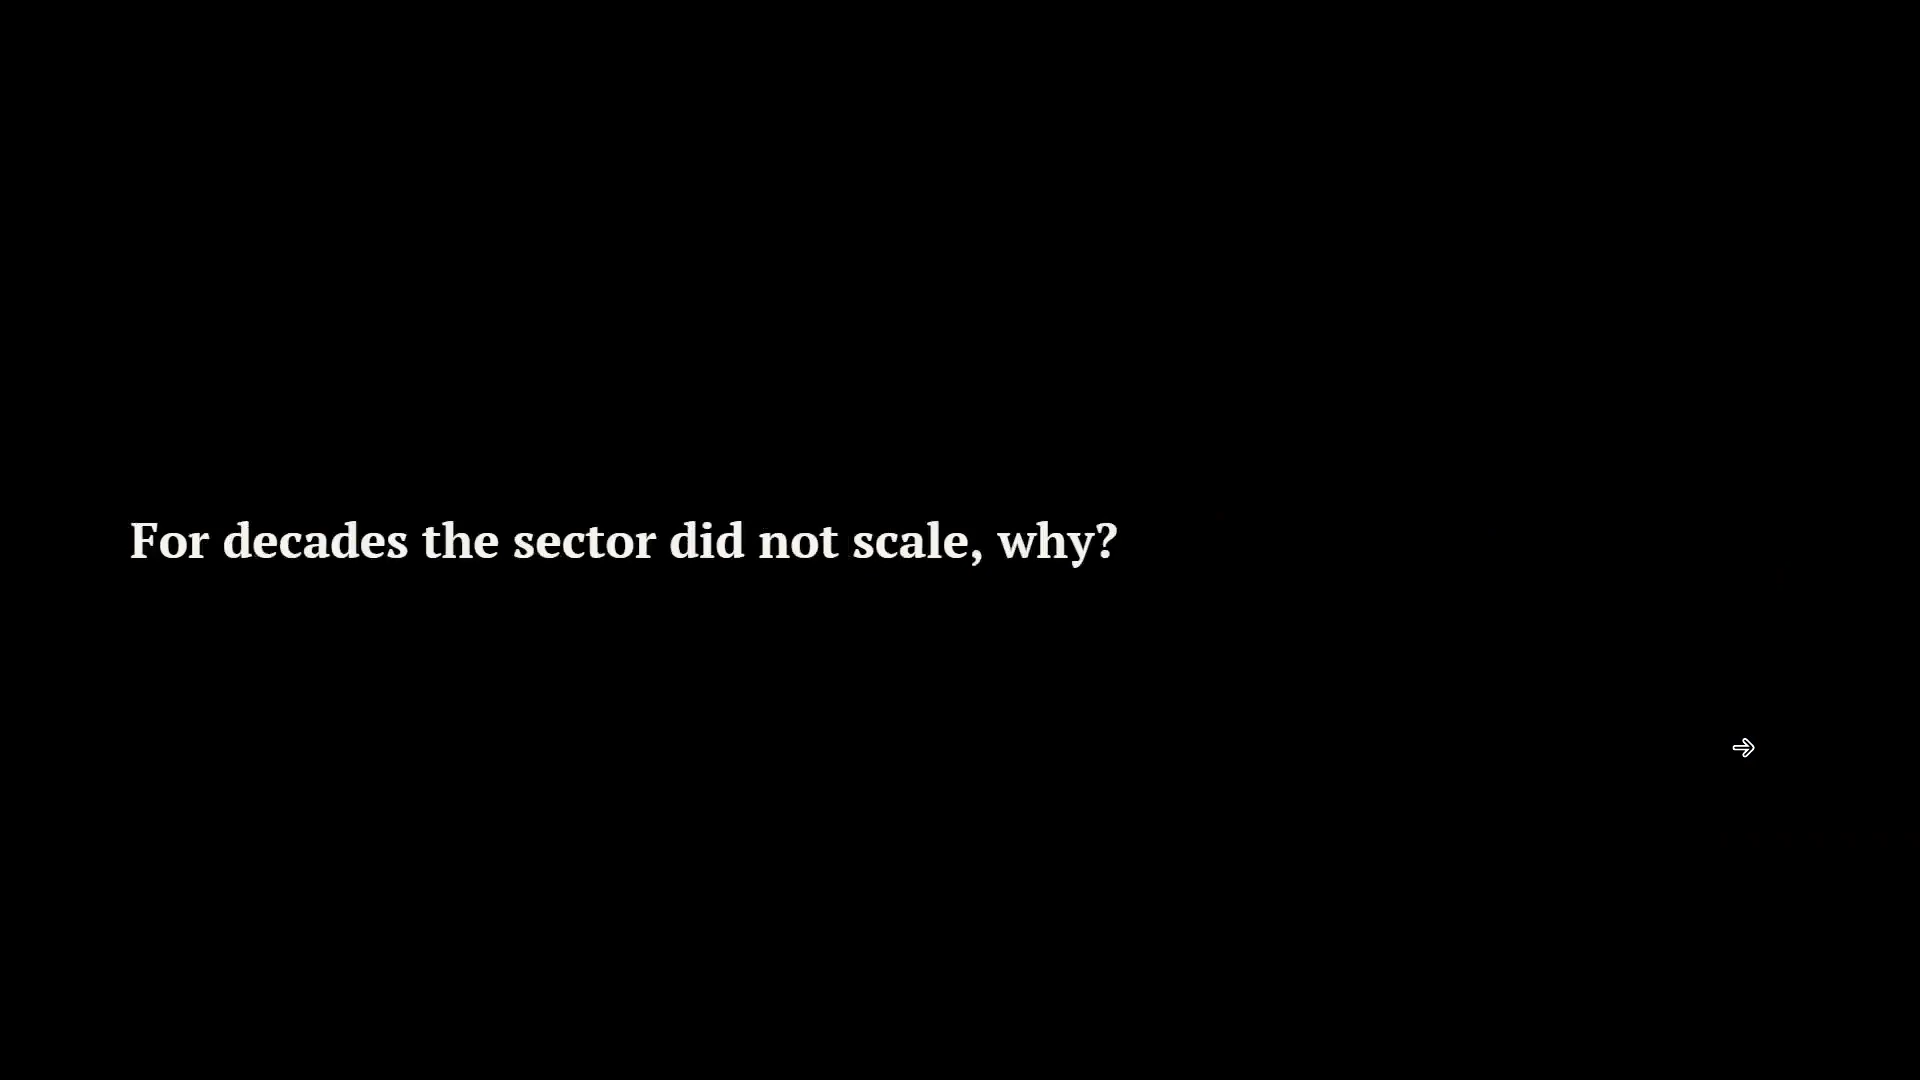 For decades the sector did not scale, why?